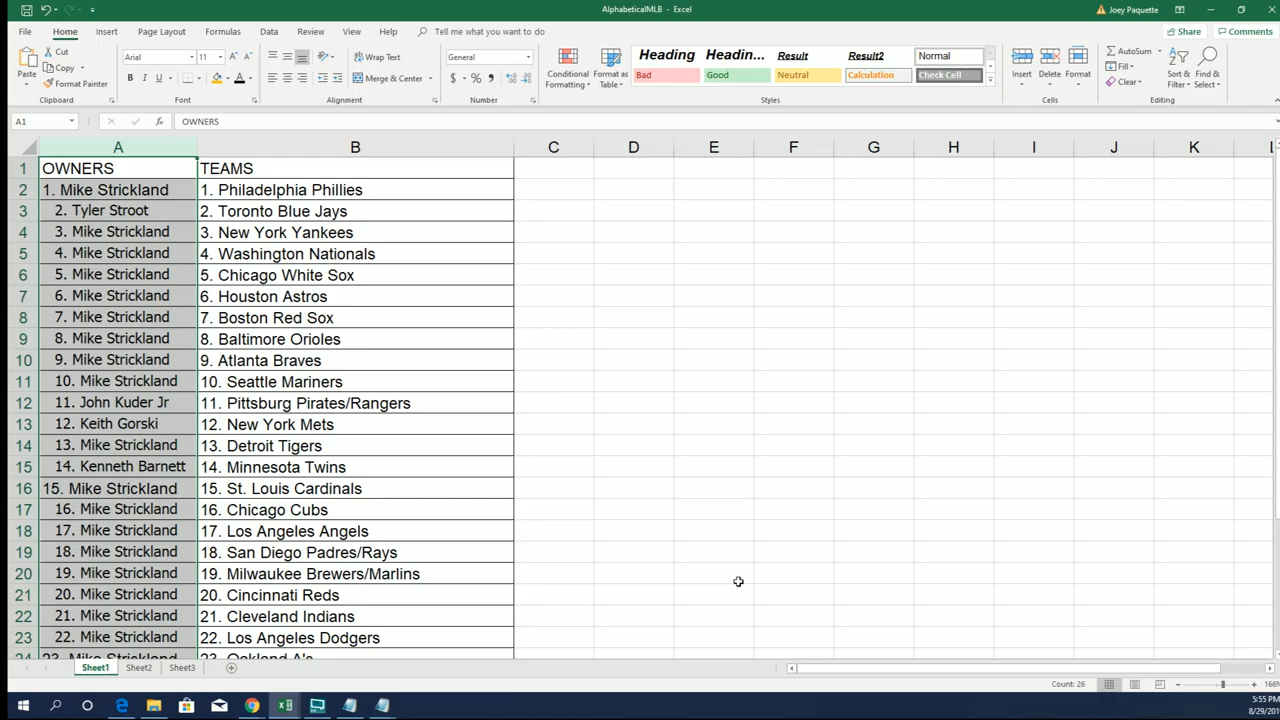 AlphabeticalMLB - Excel
Joey Paquette
File Home Insert Page Layout Formulas Data Review View Help Tell me what you want to do
Share Comments
Paste
Cut
Copy
Format Painter
Clipboard
Arial 11
B I U
Font
Wrap Text
Merge & Center
Alignment
General
$ % ,
Number
Conditional Formatting
Format as Table
Heading Headin... Result Result2 Normal
Bad Good Neutral Calculation Check Cell
Styles
Insert Delete Format
Cells
AutoSum
Fill
Clear
Sort & Filter
Find & Select
Editing
A1 fx OWNERS
A B C D E F G H I J K L
1 OWNERS TEAMS
2 1. Mike Strickland 1. Philadelphia Phillies
3 2. Tyler Stroot 2. Toronto Blue Jays
4 3. Mike Strickland 3. New York Yankees
5 4. Mike Strickland 4. Washington Nationals
6 5. Mike Strickland 5. Chicago White Sox
7 6. Mike Strickland 6. Houston Astros
8 7. Mike Strickland 7. Boston Red Sox
9 8. Mike Strickland 8. Baltimore Orioles
10 9. Mike Strickland 9. Atlanta Braves
11 10. Mike Strickland 10. Seattle Mariners
12 11. John Kuder Jr 11. Pittsburg Pirates/Rangers
13 12. Keith Gorski 12. New York Mets
14 13. Mike Strickland 13. Detroit Tigers
15 14. Kenneth Barnett 14. Minnesota Twins
16 15. Mike Strickland 15. St. Louis Cardinals
17 16. Mike Strickland 16. Chicago Cubs
18 17. Mike Strickland 17. Los Angeles Angels
19 18. Mike Strickland 18. San Diego Padres/Rays
20 19. Mike Strickland 19. Milwaukee Brewers/Marlins
21 20. Mike Strickland 20. Cincinnati Reds
22 21. Mike Strickland 21. Cleveland Indians
23 22. Mike Strickland 22. Los Angeles Dodgers
24 23. Mike Strickland 23. Oakland A's
Sheet1 Sheet2 Sheet3
Count: 26 166%
5:55 PM
8/29/201